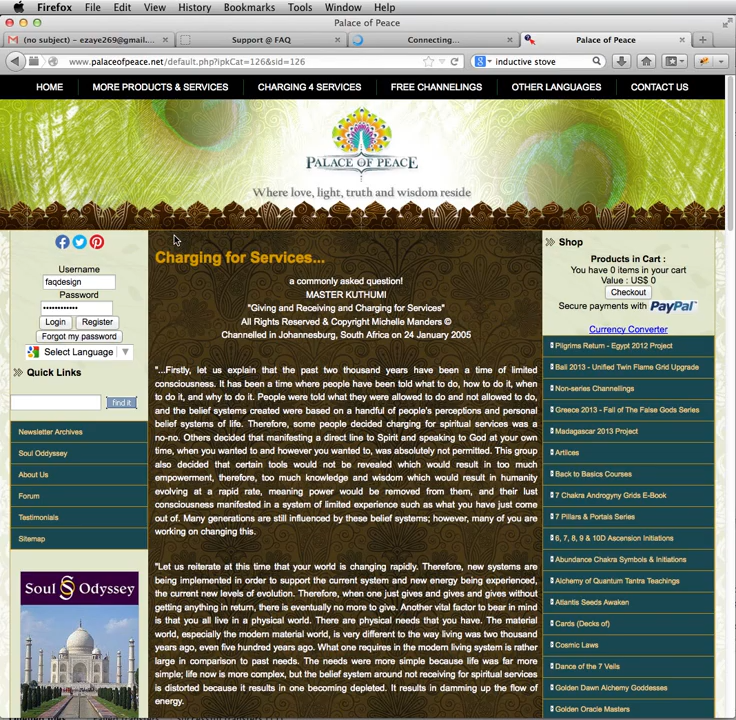 Firefox File Edit View History Bookmarks Tools Window Help
Palace of Peace
(no subject) - ezaye269@gmail....
Support @ FAQ
Connecting...
Palace of Peace
www.palaceofpeace.net/default.php?ipkCat=126&sid=126
inductive stove
HOME MORE PRODUCTS & SERVICES CHARGING 4 SERVICES FREE CHANNELINGS OTHER LANGUAGES CONTACT US
PALACE OF PEACE
Where love, light, truth and wisdom reside
Username
faqdesign
Password
Login Register
Forgot my password
Select Language
Quick Links
find it
Newsletter Archives
Soul Oddyssey
About Us
Forum
Testimonials
Sitemap
Soul Odyssey
Charging for Services...
a commonly asked question!
MASTER KUTHUMI
"Giving and Receiving and Charging for Services"
All Rights Reserved & Copyright Michelle Manders ©
Channelled in Johannesburg, South Africa on 24 January 2005
"...Firstly, let us explain that the past two thousand years have been a time of limited
consciousness. It has been a time where people have been told what to do, how to do it, when
to do it, and why to do it. People were told what they were allowed to do and not allowed to do,
and the belief systems created were based on a handful of people's perceptions and personal
belief systems of life. Therefore, some people decided charging for spiritual services was a
no-no. Others decided that manifesting a direct line to Spirit and speaking to God at your own
time, when you wanted to and however you wanted to, was absolutely not permitted. This group
also decided that certain tools would not be revealed which would result in too much
empowerment, therefore, too much knowledge and wisdom which would result in humanity
evolving at a rapid rate, meaning power would be removed from them, and their lust
consciousness manifested in a system of limited experience such as what you have just come
out of. Many generations are still influenced by these belief systems; however, many of you are
working on changing this.
"Let us reiterate at this time that your world is changing rapidly. Therefore, new systems are
being implemented in order to support the current system and new energy being experienced,
the current new levels of evolution. Therefore, when one just gives and gives and gives without
getting anything in return, there is eventually no more to give. Another vital factor to bear in mind
is that you all live in a physical world. There are physical needs that you have. The material
world, especially the modern material world, is very different to the way living was two thousand
years ago, even five hundred years ago. What one requires in the modern living system is rather
large in comparison to past needs. The needs were more simple because life was far more
simple; life now is more complex, but the belief system around not receiving for spiritual services
is distorted because it results in one becoming depleted. It results in damming up the flow of
energy.
Shop
Products in Cart :
You have 0 items in your cart
Value : US$ 0
Checkout
Secure payments with PayPal
Currency Converter
Pilgrims Return - Egypt 2012 Project
Bali 2013 - Unified Twin Flame Grid Upgrade
Non-series Channellings
Greece 2013 - Fall of The False Gods Series
Madagascar 2013 Project
Articles
Back to Basics Courses
7 Chakra Androgyny Grids E-Book
7 Pillars & Portals Series
6, 7, 8, 9 & 10D Ascension Initiations
Abundance Chakra Symbols & Initiations
Alchemy of Quantum Tantra Teachings
Atlantis Seeds Awaken
Cards (Decks of)
Cosmic Laws
Dance of the 7 Veils
Golden Dawn Alchemy Goddesses
Golden Oracle Masters